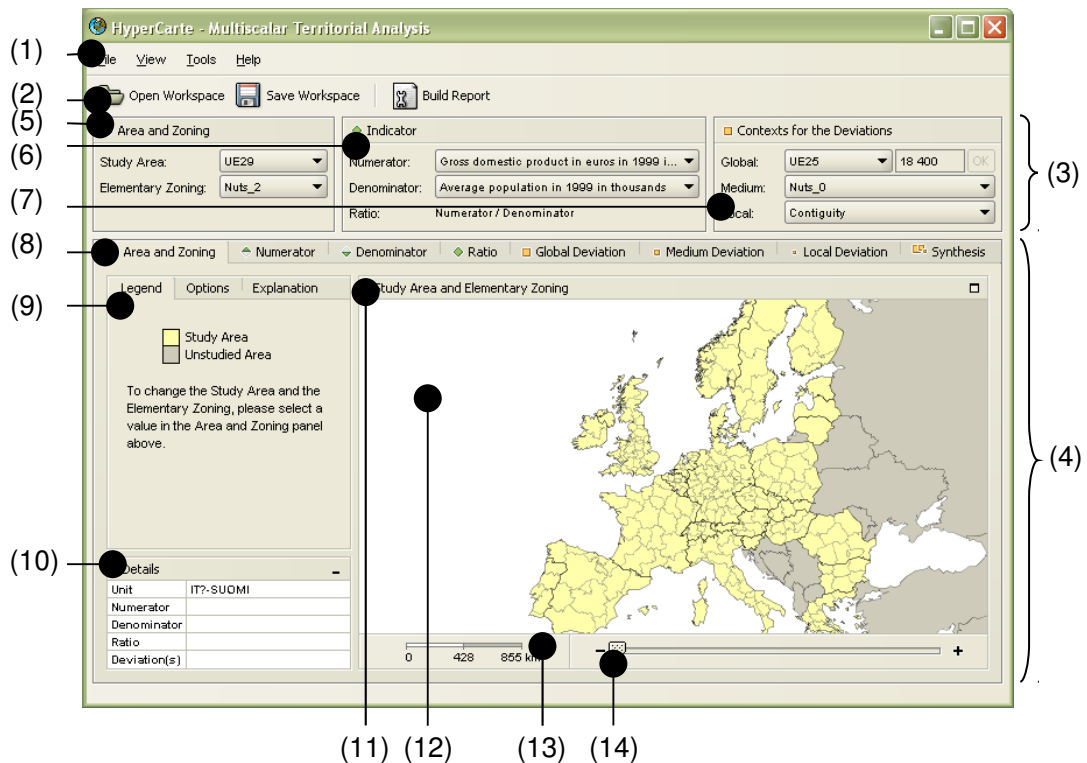 HyperCarte - Multiscalar Territorial Analysis
(1)
File View Tools Help
(2)
Open Workspace Save Workspace Build Report
(5)
Area and Zoning
Study Area: UE29
Elementary Zoning: Nuts_2
(6)
Indicator
Numerator: Gross domestic product in euros in 1999 i...
Denominator: Average population in 1999 in thousands
Ratio: Numerator / Denominator
Contexts for the Deviations
Global: UE25 18 400 OK
Medium: Nuts_0
Local: Contiguity
(3)
(7)
(8)
Area and Zoning Numerator Denominator Ratio Global Deviation Medium Deviation Local Deviation Synthesis
(9)
Legend Options Explanation
Study Area
Unstudied Area
To change the Study Area and the
Elementary Zoning, please select a
value in the Area and Zoning panel
above.
Study Area and Elementary Zoning
(4)
(10)
Details
Unit IT?-SUOMI
Numerator
Denominator
Ratio
Deviation(s)
0 428 855 km
- +
(11) (12) (13) (14)